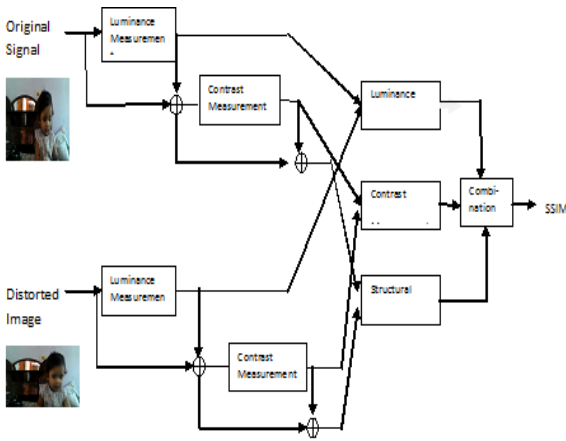 Original
Signal
Luminance
Measuremen
Contrast
Measurement
Luminance
Contrast
Combi-
nation
SSIM
Structural
Distorted
Image
Luminance
Measuremen
Contrast
Measurement